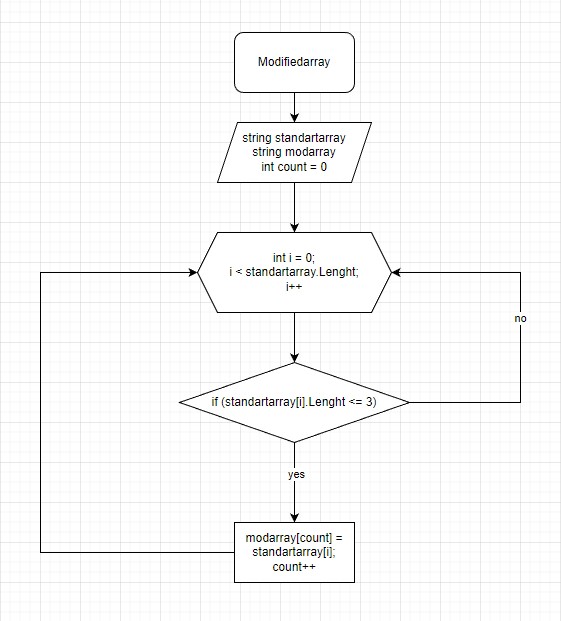 Modifiedarray
string standartarray
string modarray
int count = 0
int i = 0;
i < standartarray.Lenght;
i++
no
if (standartarray[i].Lenght <= 3)
yes
modarray[count] =
standartarray[i];
count++